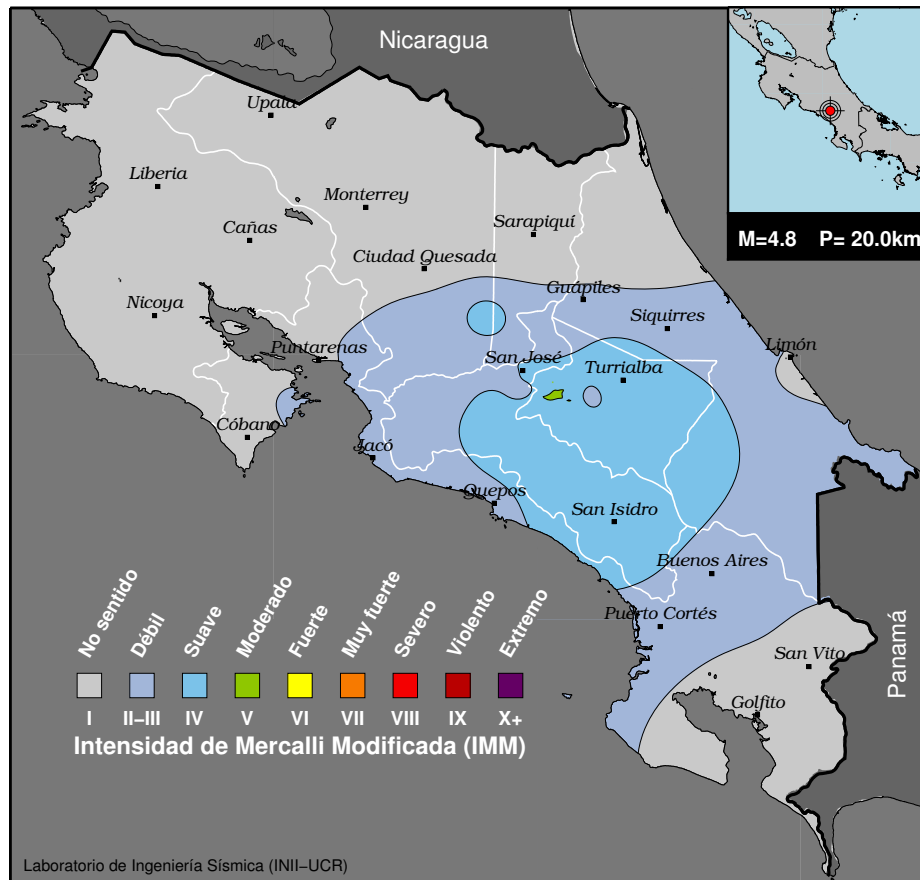 Nicaragua
Upala
Liberia
Monterrey
Cañas
Sarapiquí
M=4.8 P= 20.0km
Ciudad Quesada
Nicoya
Guápiles
Siquirres
Puntarenas
San José
Limón
Turrialba
Cóbano
Jacó
Quepos
San Isidro
Buenos Aires
Puerto Cortés
San Vito
Golfito
Panamá
No sentido
Débil
Suave
Moderado
Fuerte
Muy fuerte
Severo
Violento
Extremo
I II–III IV V VI VII VIII IX X+
Intensidad de Mercalli Modificada (IMM)
Laboratorio de Ingeniería Sísmica (INII–UCR)